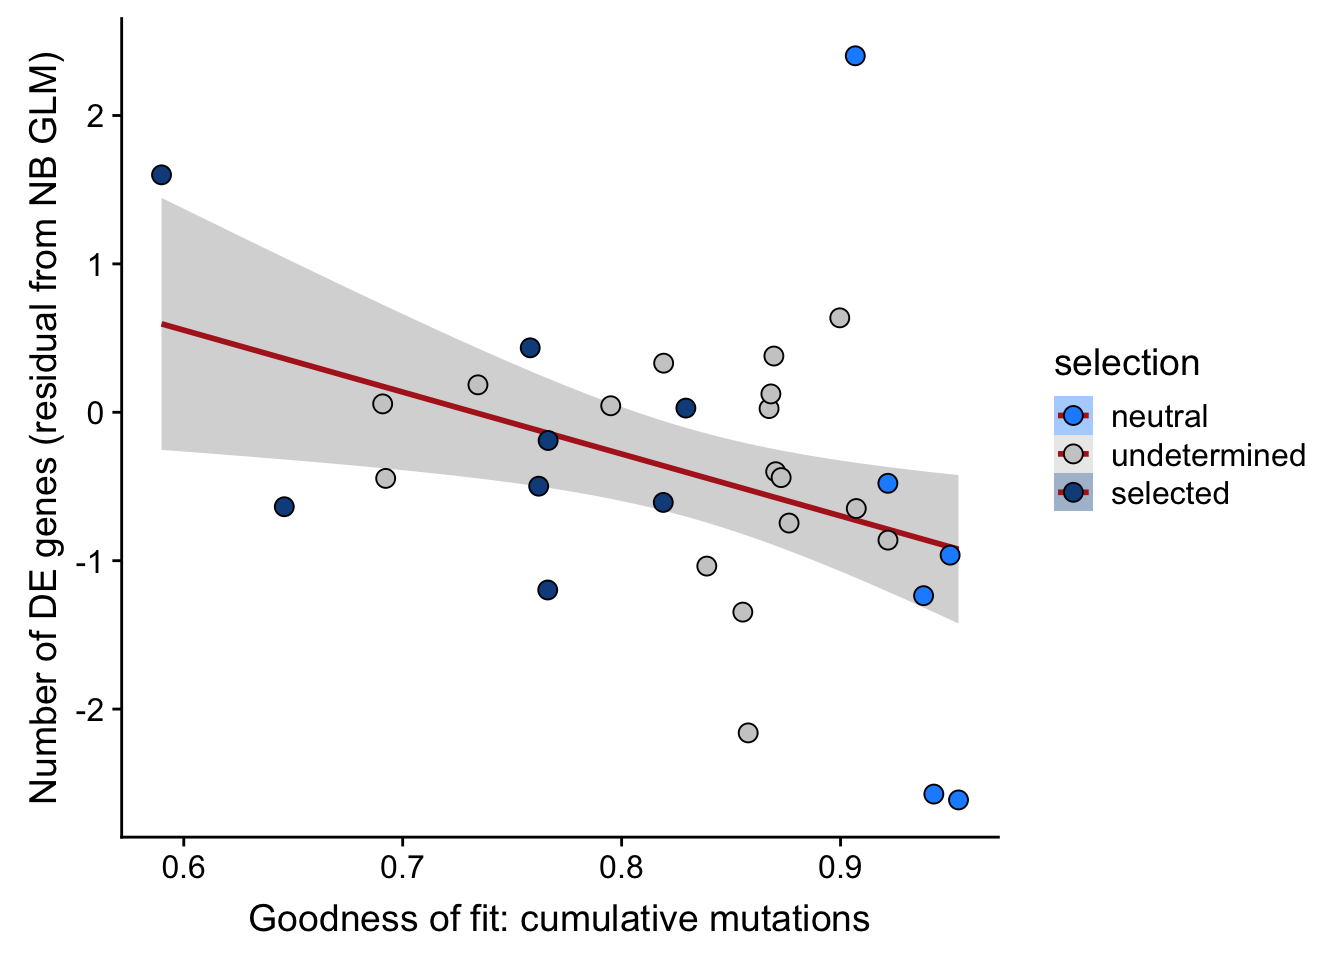 Number of DE genes (residual from NB GLM)
2
1
0
-1
-2
0.6 0.7 0.8 0.9
Goodness of fit: cumulative mutations
selection
neutral
undetermined
selected